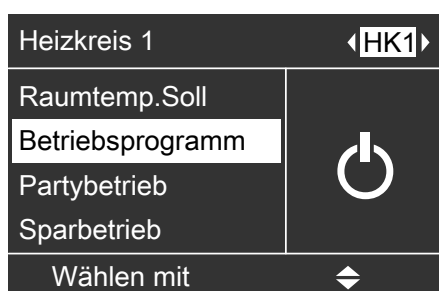 Heizkreis 1 HK1
Raumtemp.Soll
Betriebsprogramm
Partybetrieb
Sparbetrieb
Wählen mit